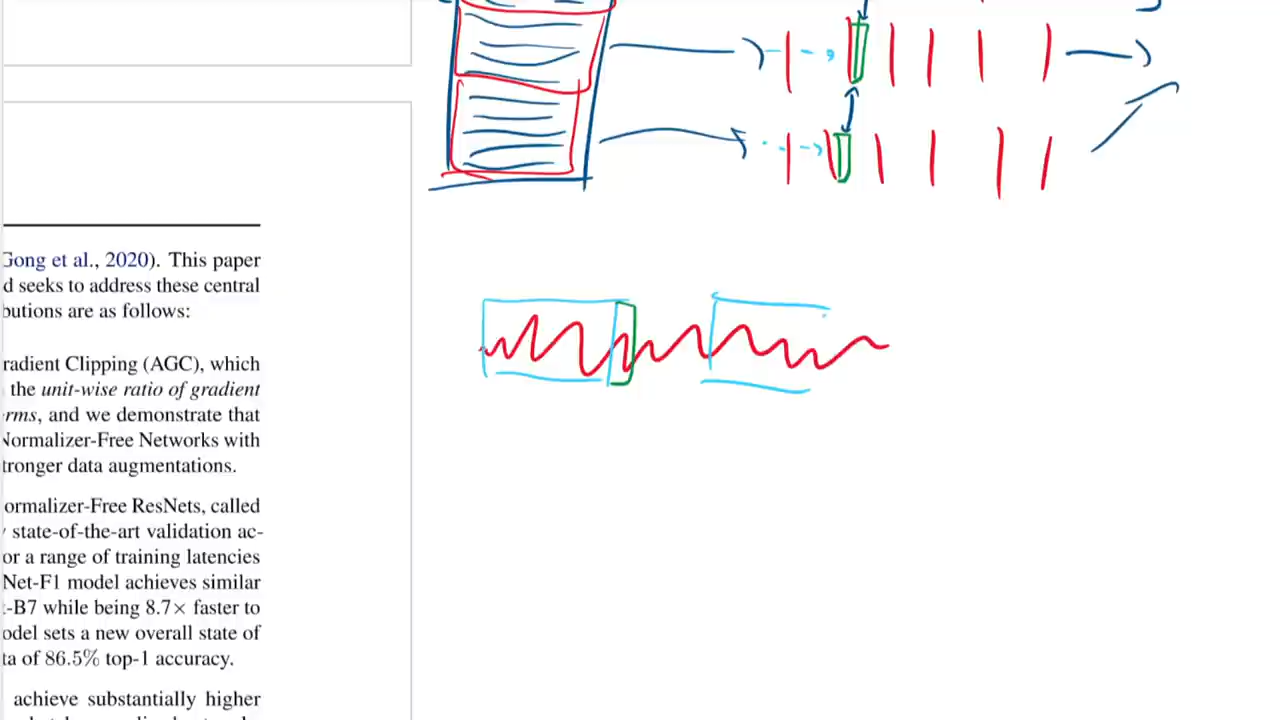 Gong et al., 2020). This paper
d seeks to address these central
butions are as follows:
radient Clipping (AGC), which
the unit-wise ratio of gradient
rms, and we demonstrate that
Normalizer-Free Networks with
tronger data augmentations.
ormalizer-Free ResNets, called
state-of-the-art validation ac-
or a range of training latencies
Net-F1 model achieves similar
-B7 while being 8.7× faster to
odel sets a new overall state of
ta of 86.5% top-1 accuracy.
achieve substantially higher